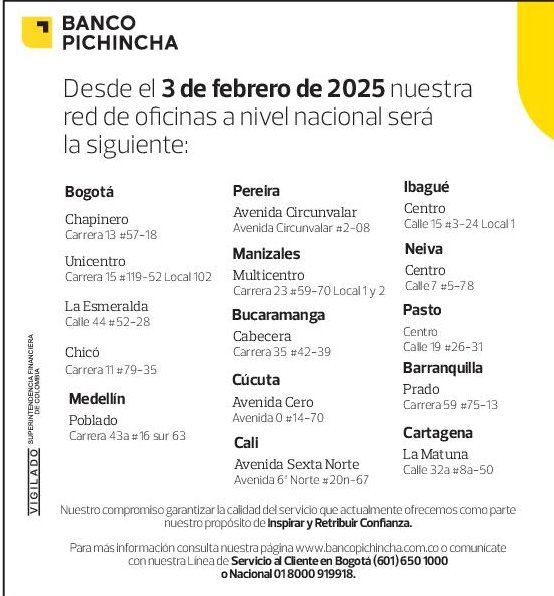 BANCO
PICHINCHA
Desde el 3 de febrero de 2025 nuestra
red de oficinas a nivel nacional será
la siguiente:
Bogotá
Chapinero
Carrera 13 #57-18
Unicentro
Carrera 15 #119-52 Local 102
La Esmeralda
Calle 44 #52-28
Chicó
Carrera 11 #79-35
Medellín
Poblado
Carrera 43a #16 sur 63
Pereira
Avenida Circunvalar
Avenida Circunvalar #2-08
Manizales
Multicentro
Carrera 23 #59-70 Local 1 y 2
Bucaramanga
Cabecera
Carrera 35 #42-39
Cúcuta
Avenida Cero
Avenida 0 #14-70
Cali
Avenida Sexta Norte
Avenida 6ª Norte #20n-67
Ibagué
Centro
Calle 15 #3-24 Local 1
Neiva
Centro
Calle 7 #5-78
Pasto
Centro
Calle 19 #26-31
Barranquilla
Prado
Carrera 59 #75-13
Cartagena
La Matuna
Calle 32a #8a-50
VIGILADO
SUPERINTENDENCIA FINANCIERA
DE COLOMBIA
Nuestro compromiso garantizar la calidad del servicio que actualmente ofrecemos como parte
nuestro propósito de Inspirar y Retribuir Confianza.
Para más información consulta nuestra página www.bancopichincha.com.co o comunícate
con nuestra Línea de Servicio al Cliente en Bogotá (601) 650 1000
o Nacional 01 8000 919918.